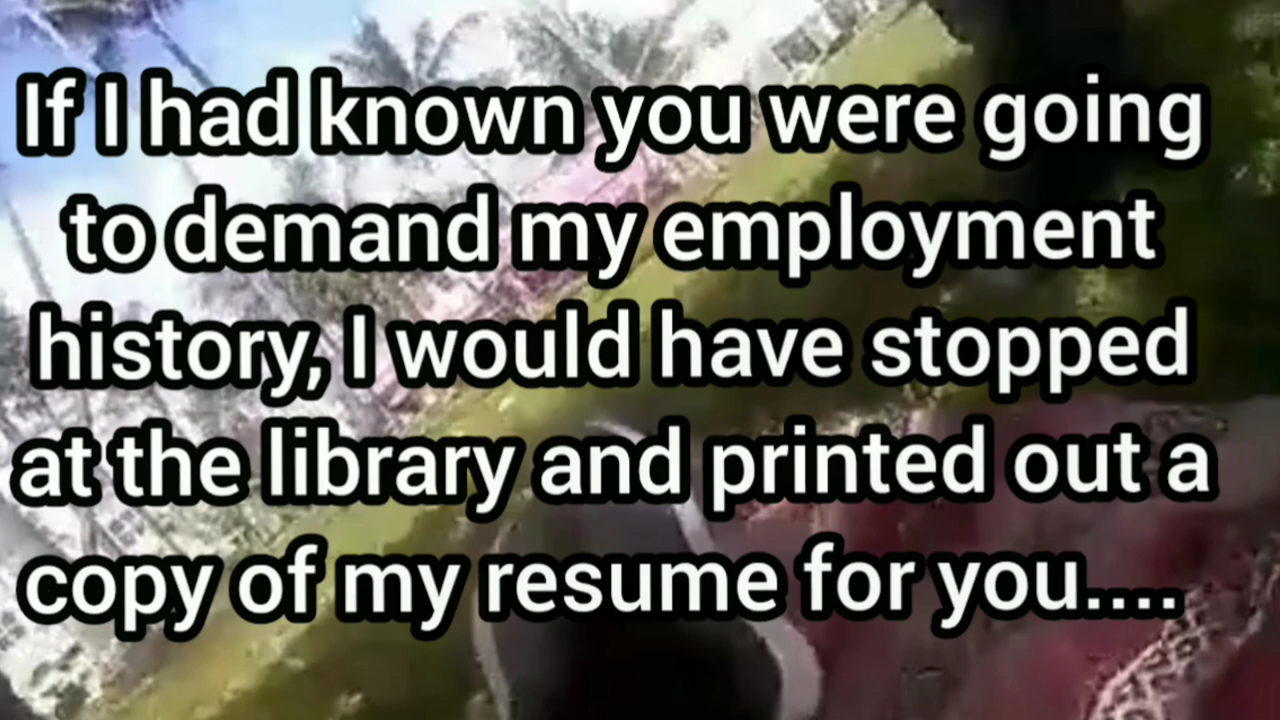 If I had known you were going
to demand my employment
history, I would have stopped
at the library and printed out a
copy of my resume for you....